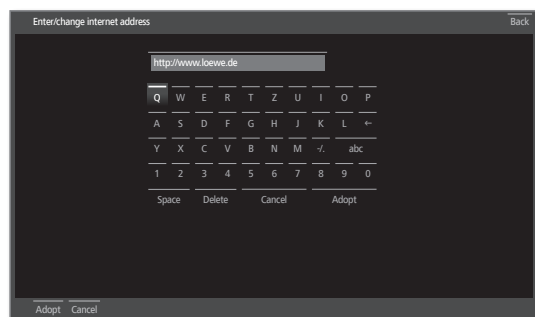 Enter/change internet address Back
http://www.loewe.de
Q W E R T Z U I O P
A S D F G H J K L ←
Y X C V B N M -/. abc
1 2 3 4 5 6 7 8 9 0
Space Delete Cancel Adopt
Adopt Cancel